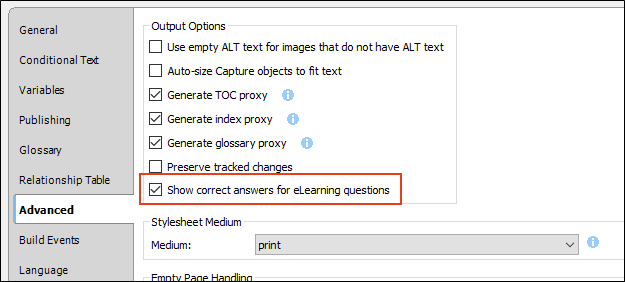 General
Conditional Text
Variables
Publishing
Glossary
Relationship Table
Advanced
Build Events
Language
Output Options
Use empty ALT text for images that do not have ALT text
Auto-size Capture objects to fit text
Generate TOC proxy
Generate index proxy
Generate glossary proxy
Preserve tracked changes
Show correct answers for eLearning questions
Stylesheet Medium
Medium: print
Empty Page Handling